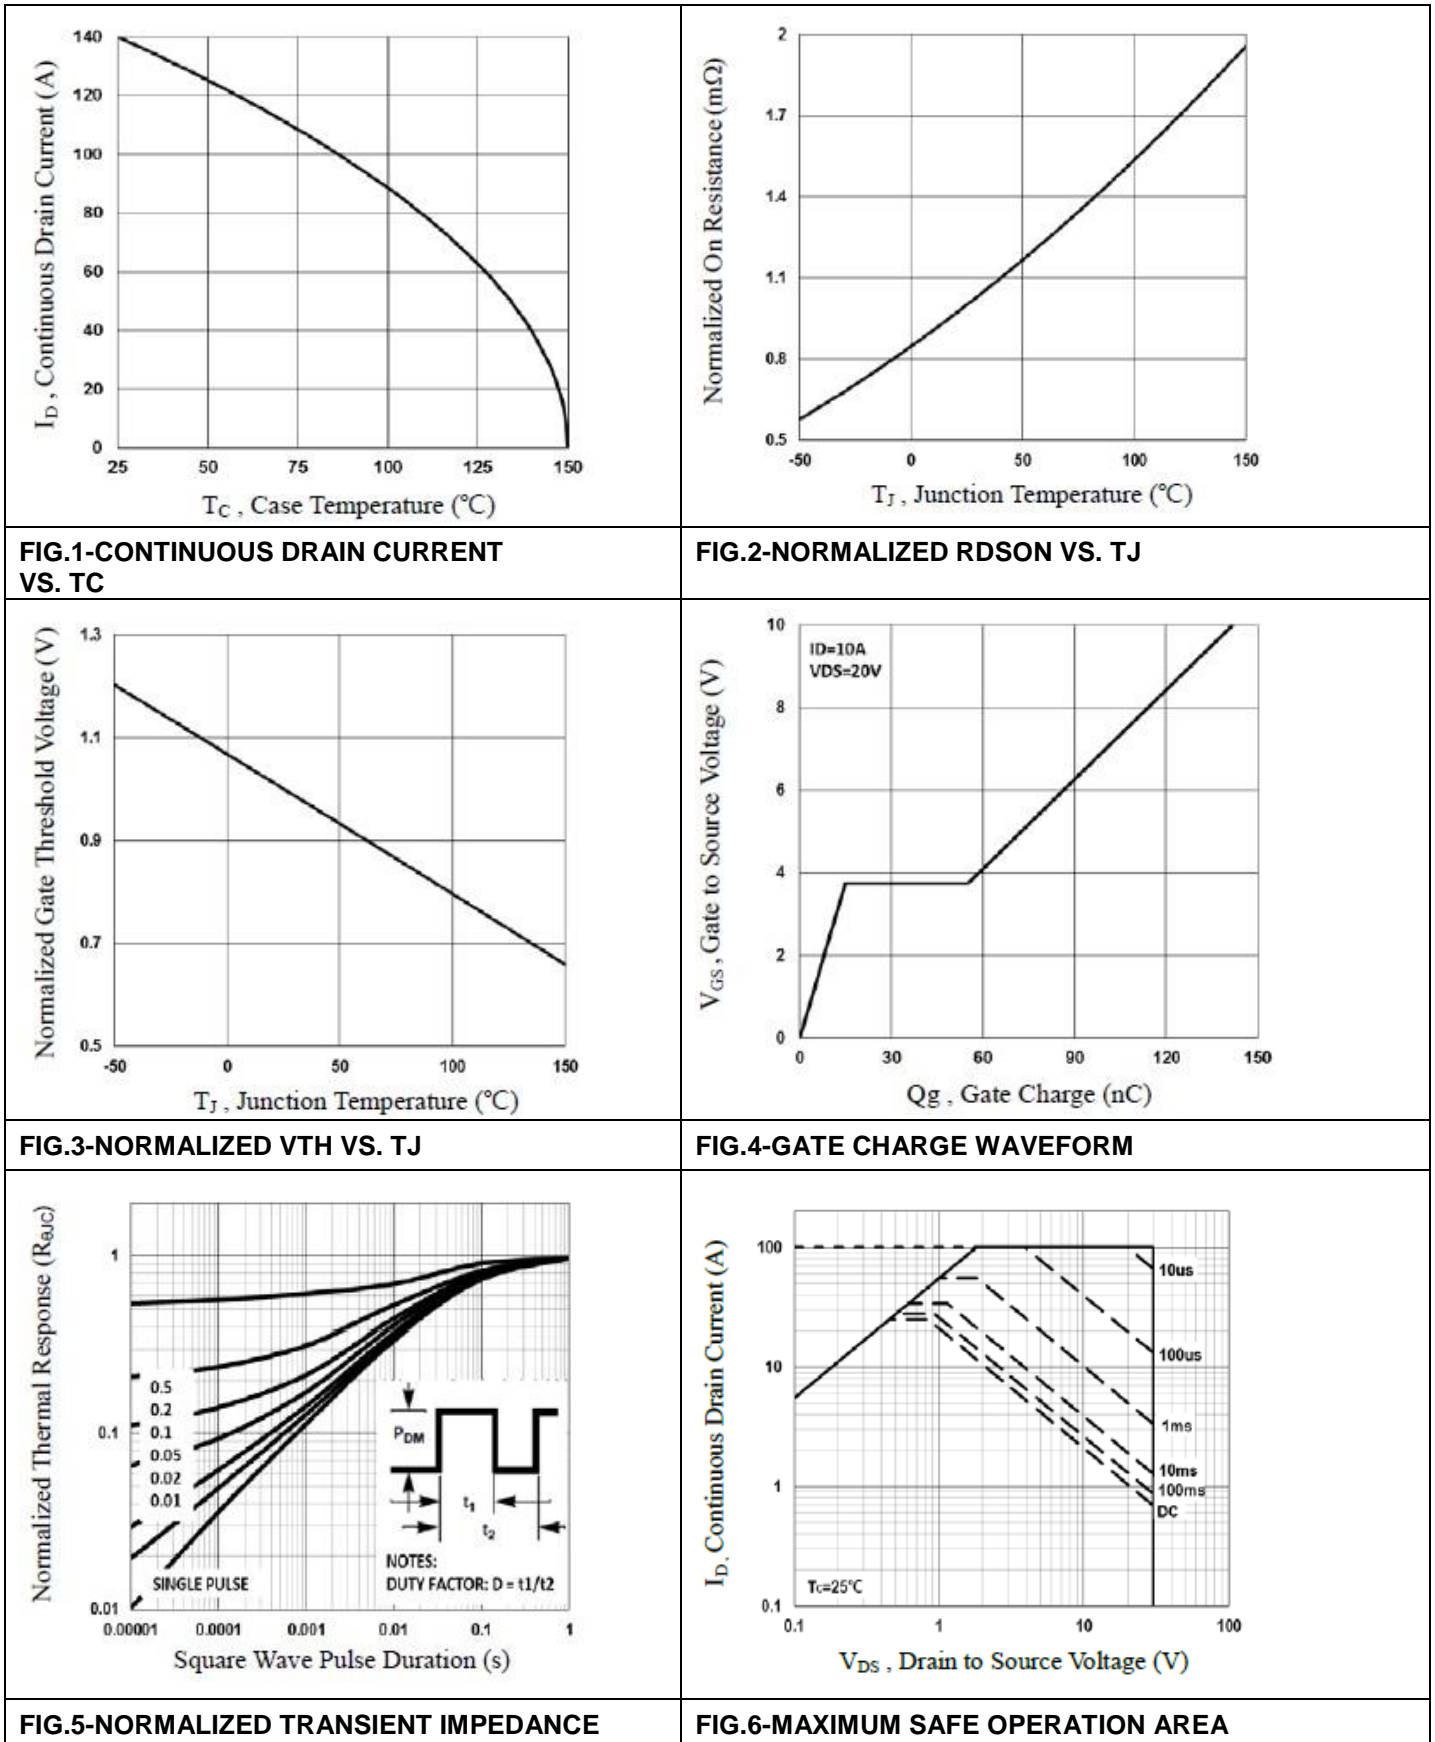 140
120
100
80
60
40
20
0
25 50 75 100 125 150
I_D , Continuous Drain Current (A)
T_C , Case Temperature (℃)
2
1.7
1.4
1.1
0.8
0.5
-50 0 50 100 150
Normalized On Resistance (mΩ)
T_J , Junction Temperature (℃)
FIG.1-CONTINUOUS DRAIN CURRENT
VS. TC
FIG.2-NORMALIZED RDSON VS. TJ
1.3
1.1
0.9
0.7
0.5
-50 0 50 100 150
Normalized Gate Threshold Voltage (V)
T_J , Junction Temperature (℃)
10
8
6
4
2
0
0 30 60 90 120 150
ID=10A
VDS=20V
V_GS , Gate to Source Voltage (V)
Qg , Gate Charge (nC)
FIG.3-NORMALIZED VTH VS. TJ
FIG.4-GATE CHARGE WAVEFORM
Normalized Thermal Response (R_θJC)
1
0.1
0.01
0.5
0.2
0.1
0.05
0.02
0.01
SINGLE PULSE
P_DM
t_1
t_2
NOTES:
DUTY FACTOR: D = t1/t2
0.00001 0.0001 0.001 0.01 0.1 1
Square Wave Pulse Duration (s)
I_D, Continuous Drain Current (A)
100
10
1
0.1
10us
100us
1ms
10ms
100ms
DC
Tc=25℃
0.1 1 10 100
V_DS , Drain to Source Voltage (V)
FIG.5-NORMALIZED TRANSIENT IMPEDANCE
FIG.6-MAXIMUM SAFE OPERATION AREA